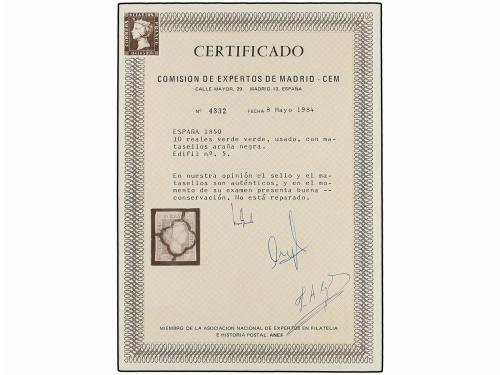 CERTIFICADO
COMISION DE EXPERTOS DE MADRID - CEM
CALLE MAYOR, 29. MADRID-13. ESPAÑA
Nº 4332 FECHA 8 Mayo 1984
ESPAÑA 1850
10 reales verde verde, usado, con ma-
tasellos araña negra.
Edifil nº. 5.
En nuestra opinión el sello y el ma-
tasellos son auténticos, y en el mo-
mento de su examen presenta buena --
conservación. No está reparado.
MIEMBRO DE LA ASOCIACION NACIONAL DE EXPERTOS EN FILATELIA
E HISTORIA POSTAL. ANEF